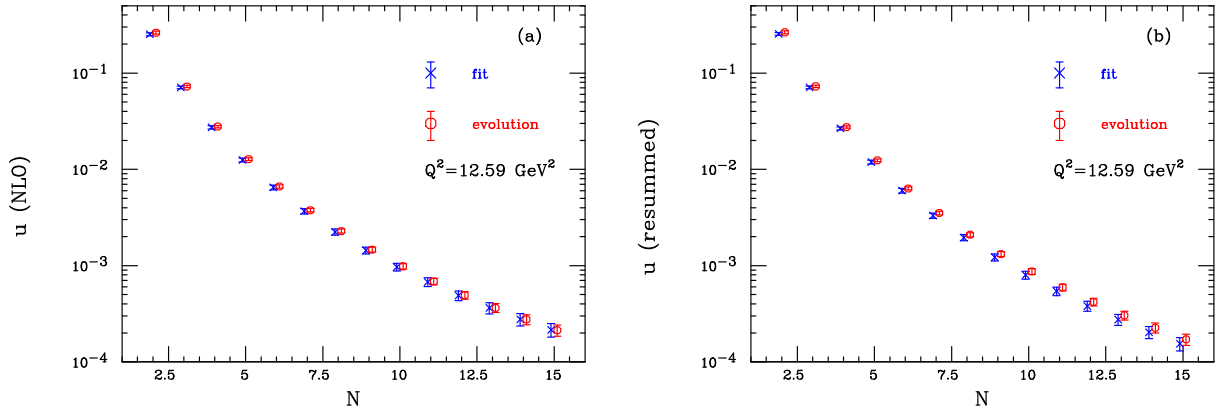 (a)
fit
evolution
Q²=12.59 GeV²
u (NLO)
10⁻¹
10⁻²
10⁻³
10⁻⁴
2.5 5 7.5 10 12.5 15
N
(b)
fit
evolution
Q²=12.59 GeV²
u (resummed)
10⁻¹
10⁻²
10⁻³
10⁻⁴
2.5 5 7.5 10 12.5 15
N